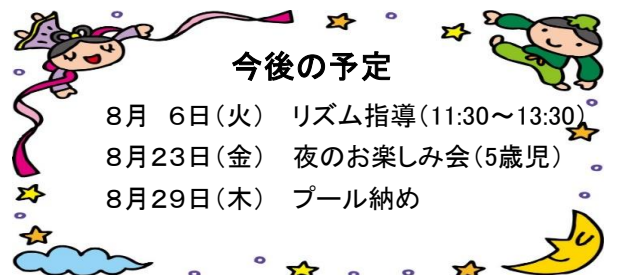 今後の予定
8月　6日(火)　リズム指導(11:30～13:30)
8月23日(金)　夜のお楽しみ会(5歳児)
8月29日(木)　プール納め